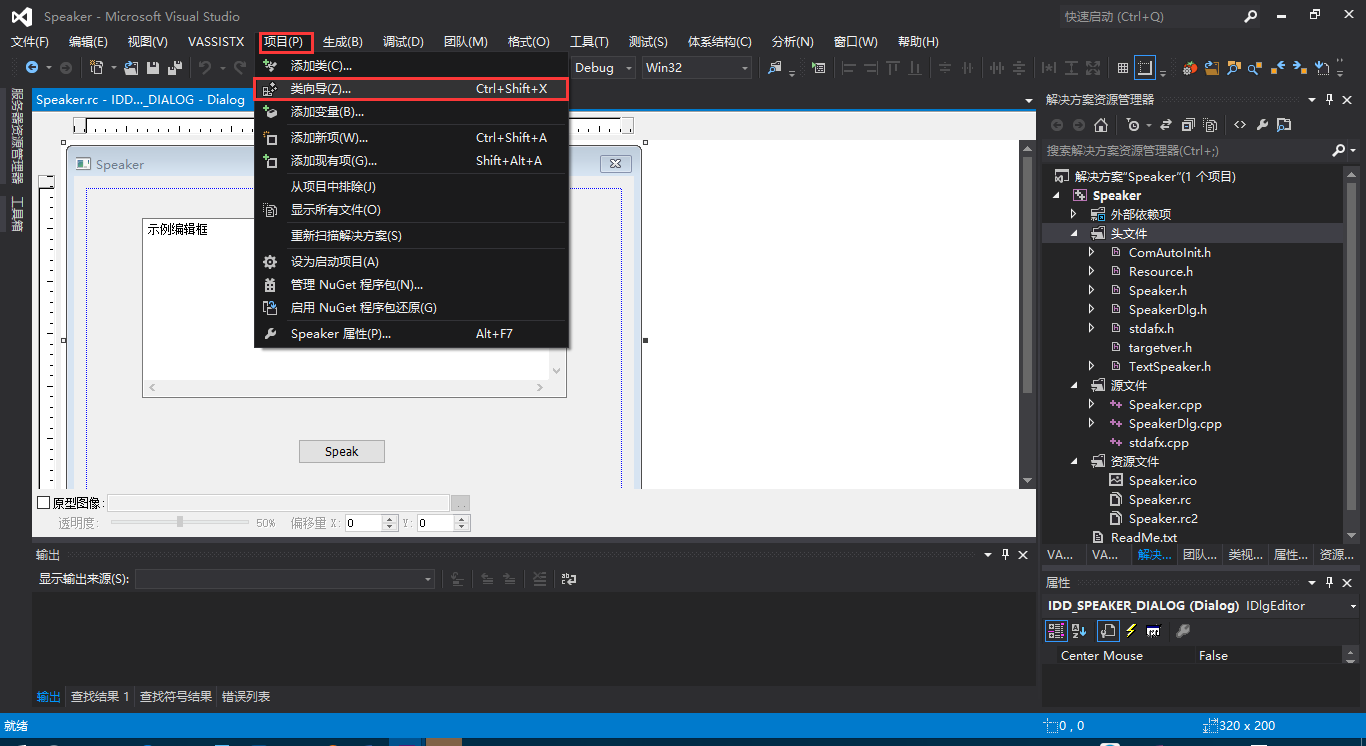 Speaker - Microsoft Visual Studio
快速启动 (Ctrl+Q)
文件(F) 编辑(E) 视图(V) VASSISTX 项目(P) 生成(B) 调试(D) 团队(M) 格式(O) 工具(T) 测试(S) 体系结构(C) 分析(N) 窗口(W) 帮助(H)
Debug Win32
服务器资源管理器
工具箱
Speaker.rc - IDD..._DIALOG - Dialog
添加类(C)...
类向导(Z)... Ctrl+Shift+X
添加变量(B)...
添加新项(W)... Ctrl+Shift+A
添加现有项(G)... Shift+Alt+A
从项目中排除(J)
显示所有文件(O)
重新扫描解决方案(S)
设为启动项目(A)
管理 NuGet 程序包(N)...
启用 NuGet 程序包还原(G)
Speaker 属性(P)... Alt+F7
Speaker
示例编辑框
Speak
原型图像:
...
透明度: 50% 偏移量 X: 0 Y: 0
输出
显示输出来源(S):
输出 查找结果 1 查找符号结果 错误列表
解决方案资源管理器
搜索解决方案资源管理器(Ctrl+;)
解决方案"Speaker"(1 个项目)
Speaker
外部依赖项
头文件
ComAutoInit.h
Resource.h
Speaker.h
SpeakerDlg.h
stdafx.h
targetver.h
TextSpeaker.h
源文件
Speaker.cpp
SpeakerDlg.cpp
stdafx.cpp
资源文件
Speaker.ico
Speaker.rc
Speaker.rc2
ReadMe.txt
VA... VA... 解决... 团队... 类视... 属性... 资源...
属性
IDD_SPEAKER_DIALOG (Dialog) IDlgEditor
Center Mouse False
就绪
0 , 0
320 x 200